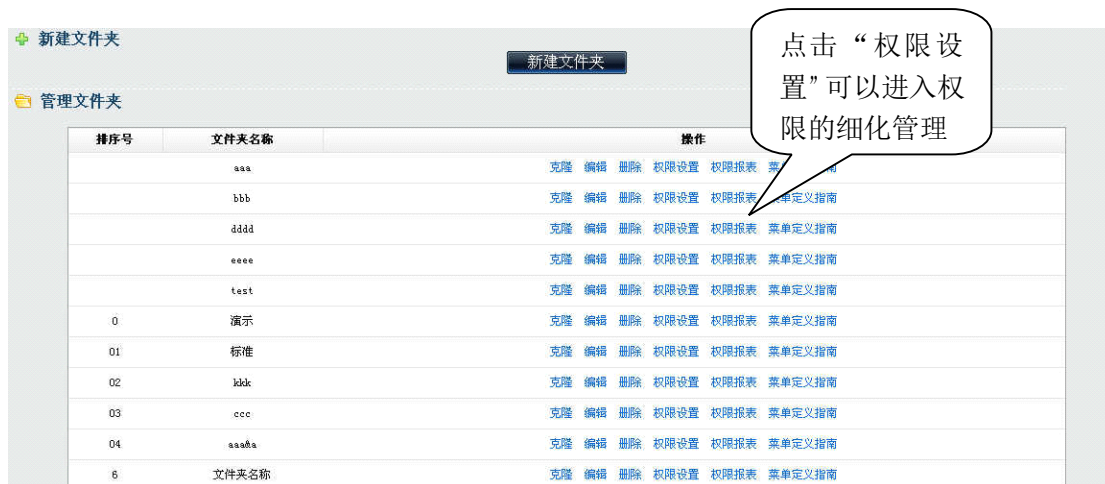 新建文件夹
新建文件夹
点击“权限设
置”可以进入权
限的细化管理
管理文件夹
排序号 文件夹名称 操作
aaa 克隆 编辑 删除 权限设置 权限报表 菜 南
bbb 克隆 编辑 删除 权限设置 权限报表 菜单定义指南
dddd 克隆 编辑 删除 权限设置 权限报表 菜单定义指南
eeee 克隆 编辑 删除 权限设置 权限报表 菜单定义指南
test 克隆 编辑 删除 权限设置 权限报表 菜单定义指南
0 演示 克隆 编辑 删除 权限设置 权限报表 菜单定义指南
01 标准 克隆 编辑 删除 权限设置 权限报表 菜单定义指南
02 kkk 克隆 编辑 删除 权限设置 权限报表 菜单定义指南
03 ccc 克隆 编辑 删除 权限设置 权限报表 菜单定义指南
04 aaa&a 克隆 编辑 删除 权限设置 权限报表 菜单定义指南
6 文件夹名称 克隆 编辑 删除 权限设置 权限报表 菜单定义指南